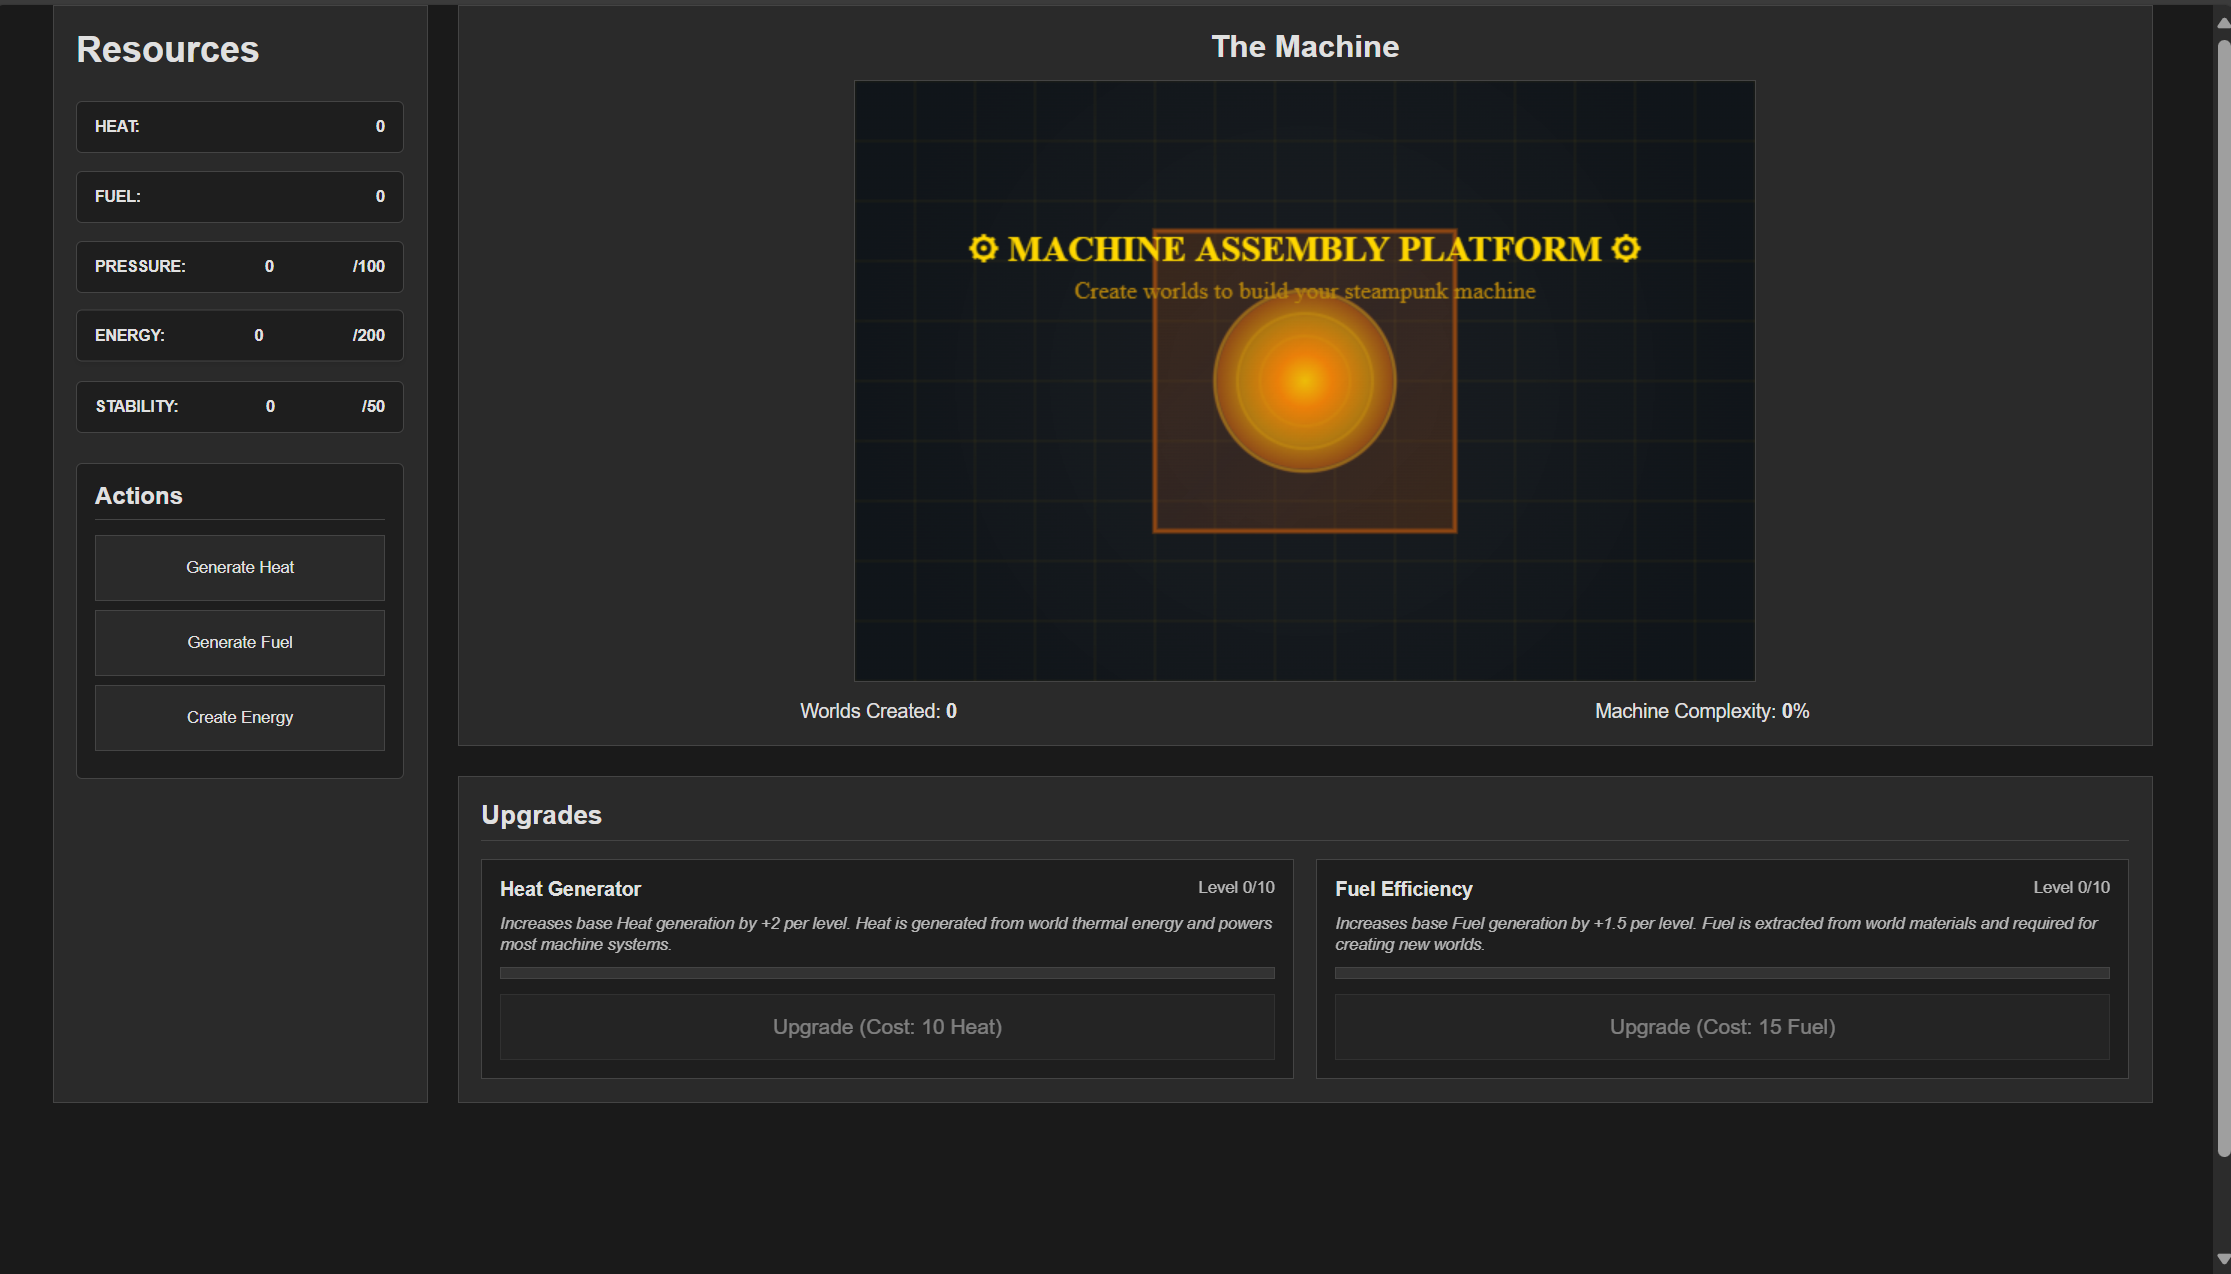 Resources
HEAT: 0
FUEL: 0
PRESSURE: 0 /100
ENERGY: 0 /200
STABILITY: 0 /50
Actions
Generate Heat
Generate Fuel
Create Energy
The Machine
⚙ MACHINE ASSEMBLY PLATFORM ⚙
Create worlds to build your steampunk machine
Worlds Created: 0
Machine Complexity: 0%
Upgrades
Heat Generator
Level 0/10
Increases base Heat generation by +2 per level. Heat is generated from world thermal energy and powers
most machine systems.
Upgrade (Cost: 10 Heat)
Fuel Efficiency
Level 0/10
Increases base Fuel generation by +1.5 per level. Fuel is extracted from world materials and required for
creating new worlds.
Upgrade (Cost: 15 Fuel)